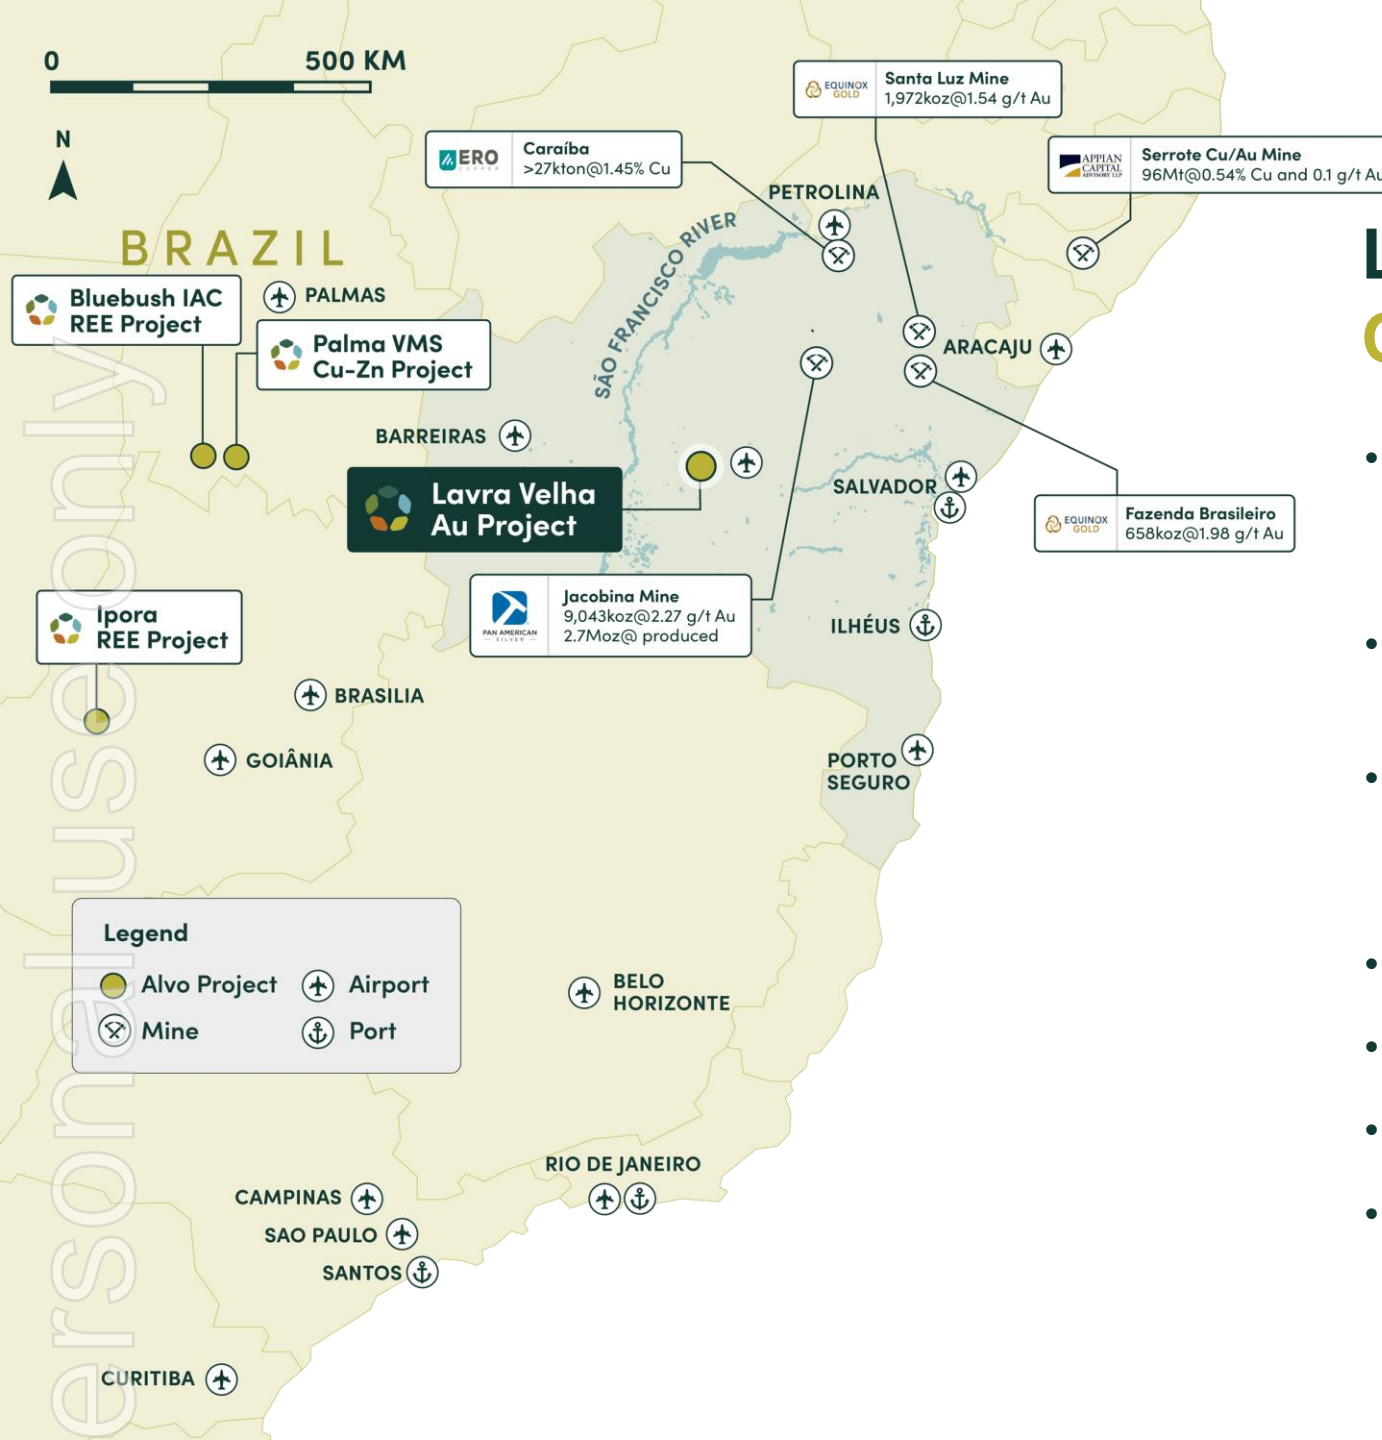 0 500 KM
N
BRAZIL
EQUINOX
GOLD
Santa Luz Mine
1,972koz@1.54 g/t Au
ERO
COPPER
Caraíba
>27kton@1.45% Cu
APPIAN
CAPITAL
ADVISORY LLP
Serrote Cu/Au Mine
96Mt@0.54% Cu and 0.1 g/t Au
PETROLINA
SÃO FRANCISCO RIVER
Bluebush IAC
REE Project
PALMAS
Palma VMS
Cu-Zn Project
ARACAJU
BARREIRAS
Lavra Velha
Au Project
SALVADOR
EQUINOX
GOLD
Fazenda Brasileiro
658koz@1.98 g/t Au
PAN AMERICAN
SILVER
Jacobina Mine
9,043koz@2.27 g/t Au
2.7Moz@ produced
Ipora
REE Project
ILHÉUS
BRASILIA
GOIÂNIA
PORTO
SEGURO
Legend
Alvo Project
Airport
Mine
Port
BELO
HORIZONTE
RIO DE JANEIRO
CAMPINAS
SAO PAULO
SANTOS
CURITIBA
ersonal use only